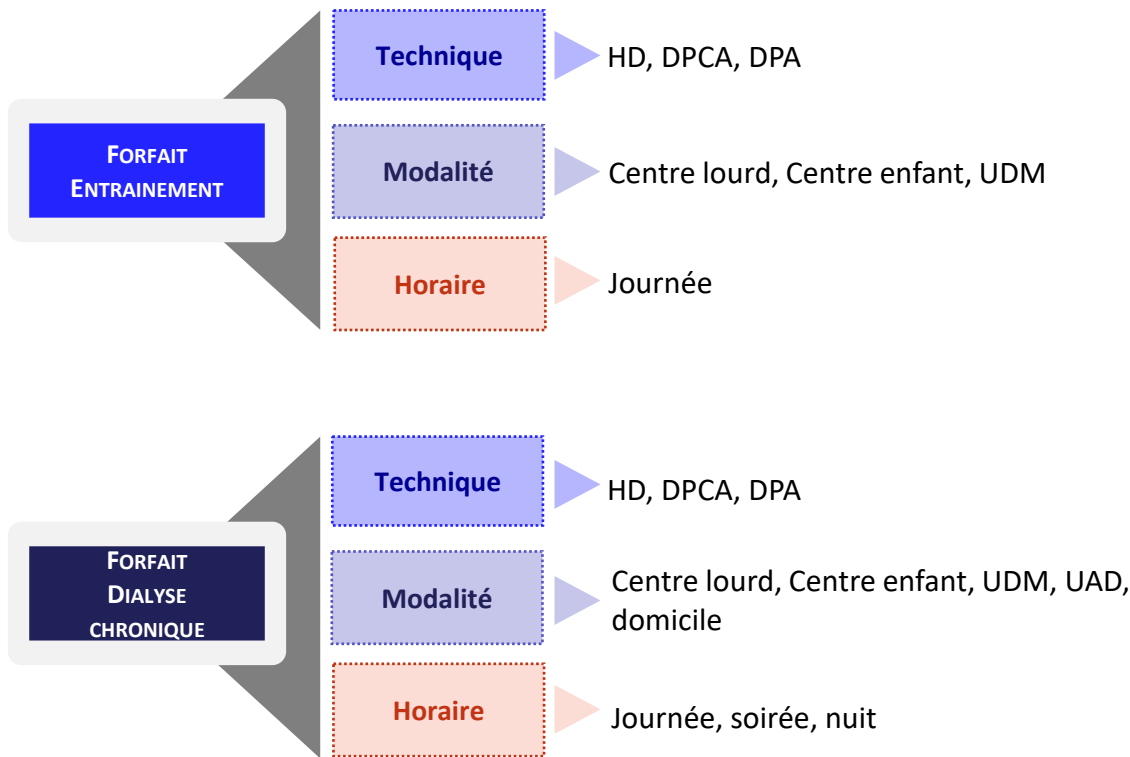 Technique
HD, DPCA, DPA
FORFAIT
ENTRAINEMENT
Modalité
Centre lourd, Centre enfant, UDM
Horaire
Journée
Technique
HD, DPCA, DPA
FORFAIT
DIALYSE
CHRONIQUE
Modalité
Centre lourd, Centre enfant, UDM, UAD,
domicile
Horaire
Journée, soirée, nuit